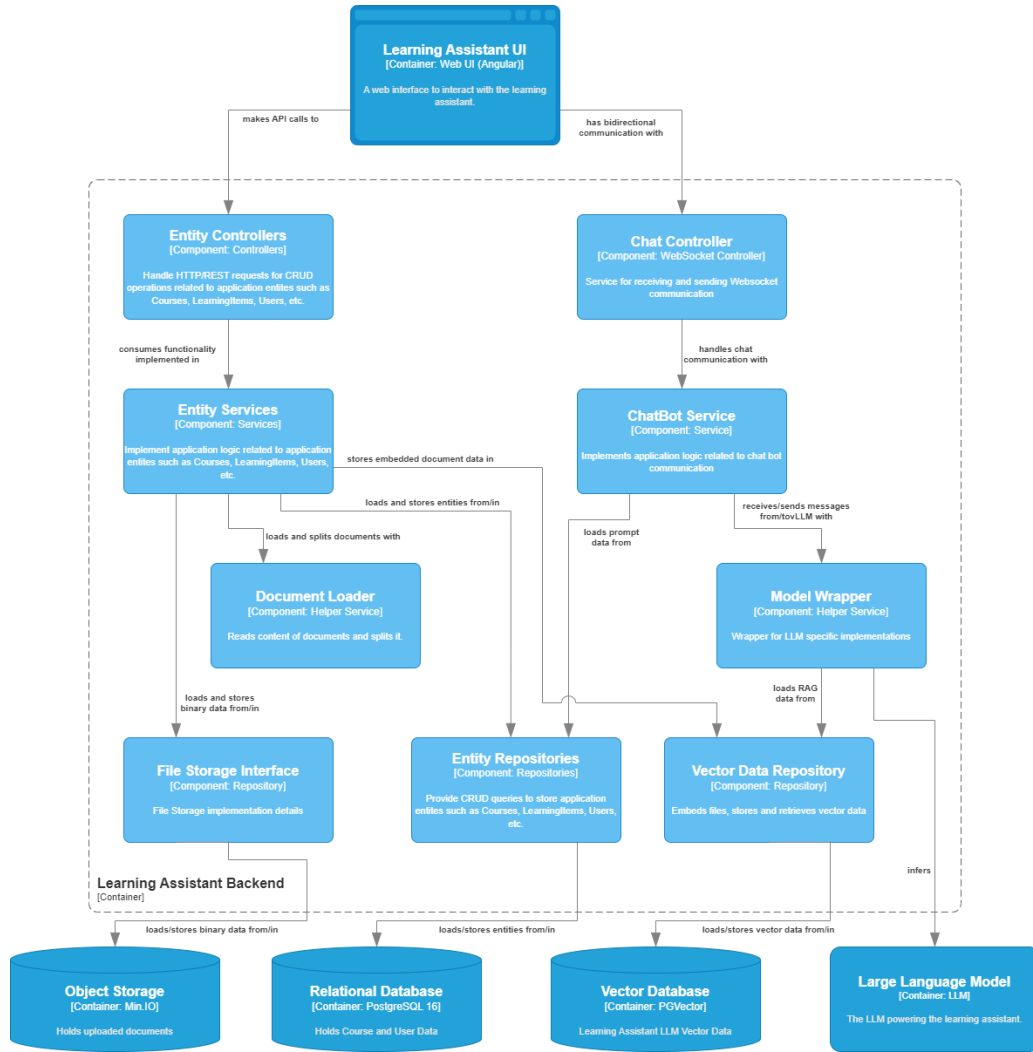 Learning Assistant UI
[Container: Web UI (Angular)]
A web interface to interact with the learning
assistant.
makes API calls to
has bidirectional
communication with
Entity Controllers
[Component: Controllers]
Handle HTTP/REST requests for CRUD
operations related to application entites such as
Courses, LearningItems, Users, etc.
Chat Controller
[Component: WebSocket Controller]
Service for receiving and sending Websocket
communication
consumes functionality
implemented in
handles chat
communication with
Entity Services
[Component: Services]
Implement application logic related to application
entites such as Courses, LearningItems, Users,
etc.
ChatBot Service
[Component: Service]
Implements application logic related to chat bot
communication
stores embedded document data in
loads and stores entities from/in
loads and splits documents with
loads prompt
data from
receives/sends messages
from/tovLLM with
Document Loader
[Component: Helper Service]
Reads content of documents and splits it.
Model Wrapper
[Component: Helper Service]
Wrapper for LLM specific implementations
loads and stores
binary data from/in
loads RAG
data from
File Storage Interface
[Component: Repository]
File Storage implementation details
Entity Repositories
[Component: Repositories]
Provide CRUD queries to store application
entites such as Courses, LearningItems, Users,
etc.
Vector Data Repository
[Component: Repository]
Embeds files, stores and retrieves vector data
infers
Learning Assistant Backend
[Container]
loads/stores binary data from/in
loads/stores entities from/in
loads/stores vector data from/in
Object Storage
[Container: Min.IO]
Holds uploaded documents
Relational Database
[Container: PostgreSQL 16]
Holds Course and User Data
Vector Database
[Container: PGVector]
Learning Assistant LLM Vector Data
Large Language Model
[Container: LLM]
The LLM powering the learning assistant.